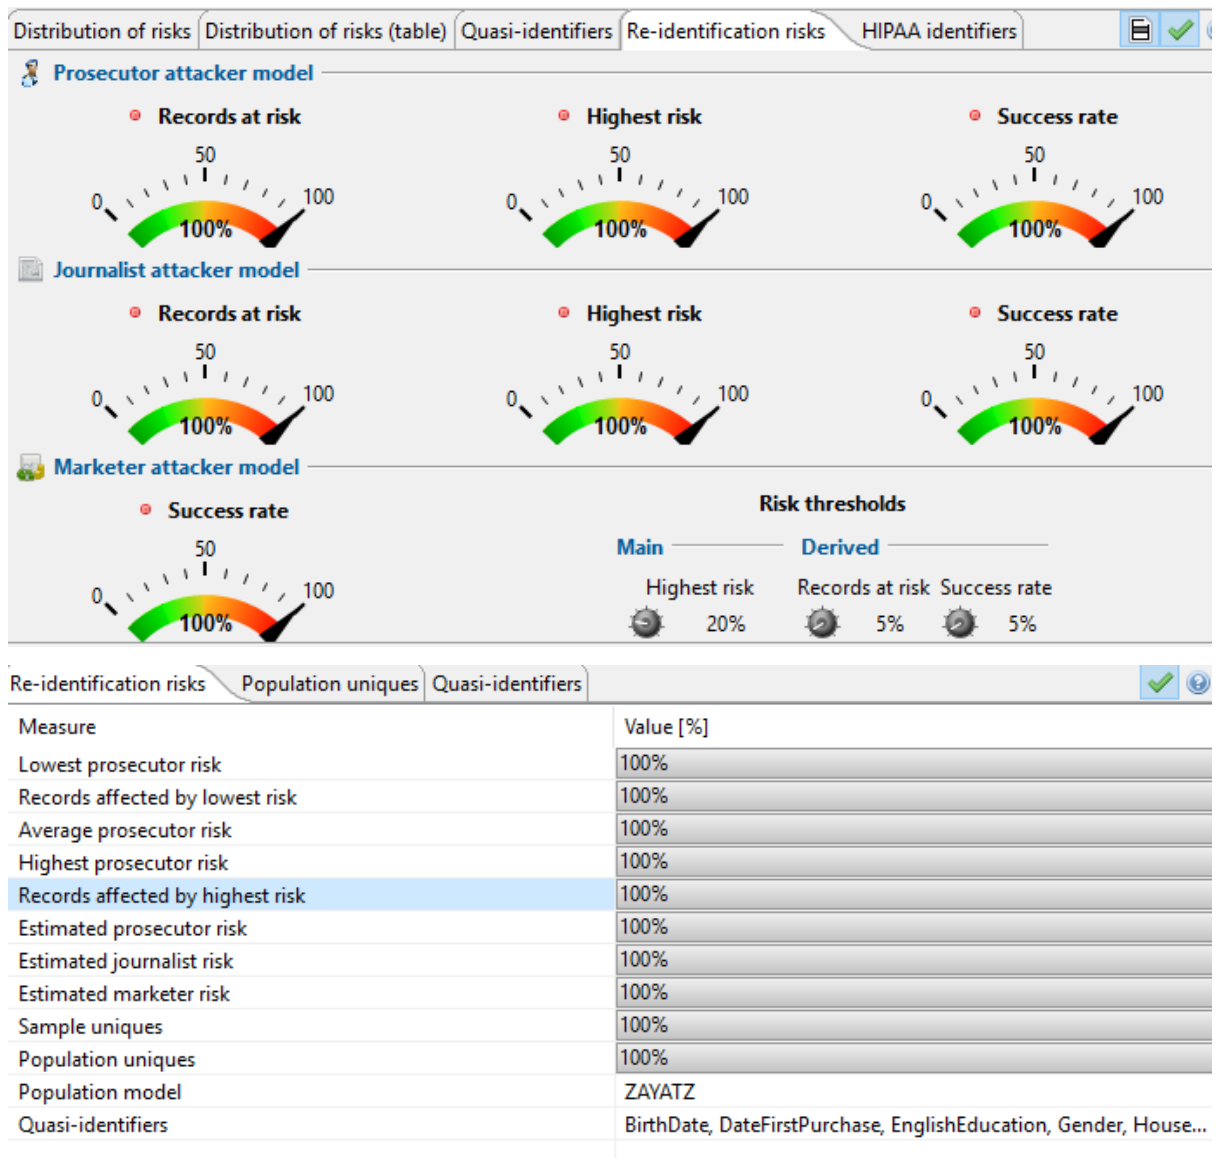 Distribution of risks Distribution of risks (table) Quasi-identifiers Re-identification risks HIPAA identifiers
Prosecutor attacker model
Records at risk Highest risk Success rate
50 50 50
0 100 0 100 0 100
100% 100% 100%
Journalist attacker model
Records at risk Highest risk Success rate
50 50 50
0 100 0 100 0 100
100% 100% 100%
Marketer attacker model
Success rate Risk thresholds
50 Main Derived
0 100 Highest risk Records at risk Success rate
100% 20% 5% 5%
Re-identification risks Population uniques Quasi-identifiers
Measure Value [%]
Lowest prosecutor risk 100%
Records affected by lowest risk 100%
Average prosecutor risk 100%
Highest prosecutor risk 100%
Records affected by highest risk 100%
Estimated prosecutor risk 100%
Estimated journalist risk 100%
Estimated marketer risk 100%
Sample uniques 100%
Population uniques 100%
Population model ZAYATZ
Quasi-identifiers BirthDate, DateFirstPurchase, EnglishEducation, Gender, House...